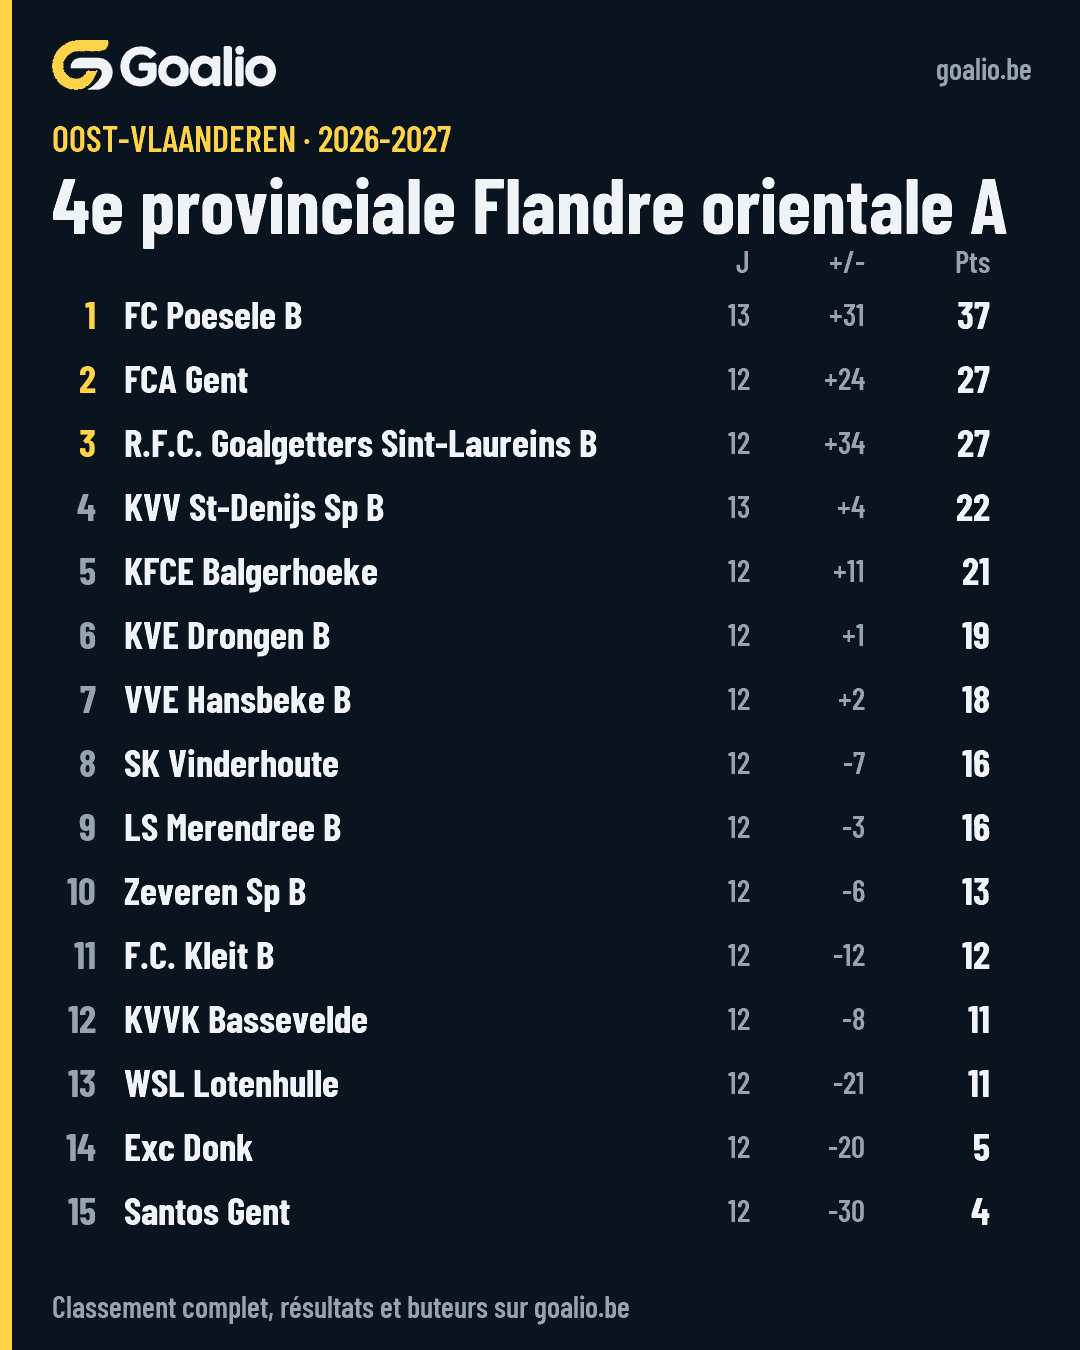 Goalio
goalio.be
OOST-VLAANDEREN · 2026-2027
4e provinciale Flandre orientale A
J +/- Pts
1 FC Poesele B 13 +31 37
2 FCA Gent 12 +24 27
3 R.F.C. Goalgetters Sint-Laureins B 12 +34 27
4 KVV St-Denijs Sp B 13 +4 22
5 KFCE Balgerhoeke 12 +11 21
6 KVE Drongen B 12 +1 19
7 VVE Hansbeke B 12 +2 18
8 SK Vinderhoute 12 -7 16
9 LS Merendree B 12 -3 16
10 Zeveren Sp B 12 -6 13
11 F.C. Kleit B 12 -12 12
12 KVVK Bassevelde 12 -8 11
13 WSL Lotenhulle 12 -21 11
14 Exc Donk 12 -20 5
15 Santos Gent 12 -30 4
Classement complet, résultats et buteurs sur goalio.be